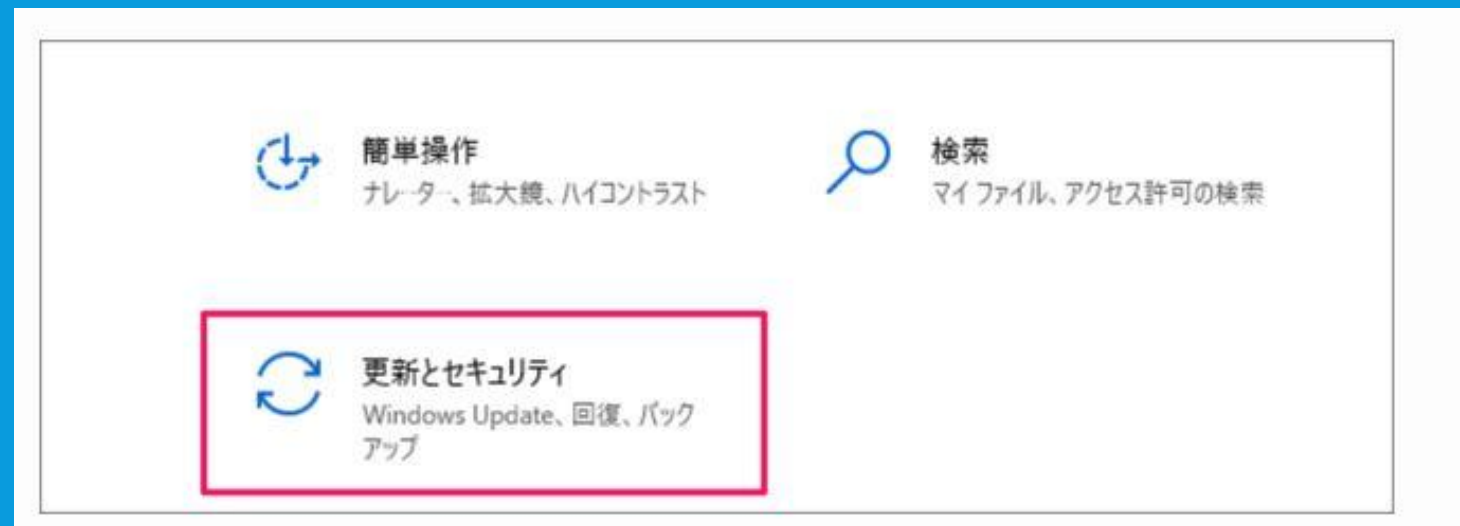 簡単操作
ナレーター、拡大鏡、ハイコントラスト
検索
マイ ファイル、アクセス許可の検索
更新とセキュリティ
Windows Update、回復、バック
アップ